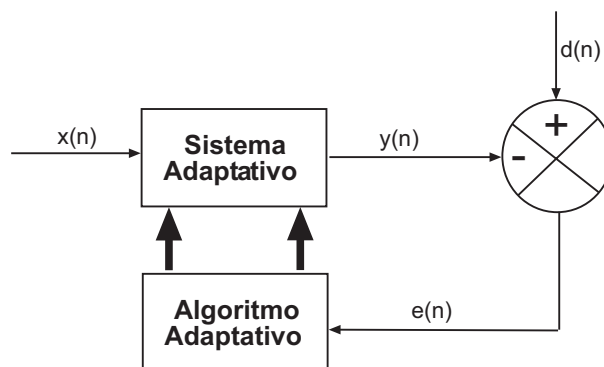 d(n)
x(n)
Sistema
Adaptativo
y(n)
+
-
Algoritmo
Adaptativo
e(n)